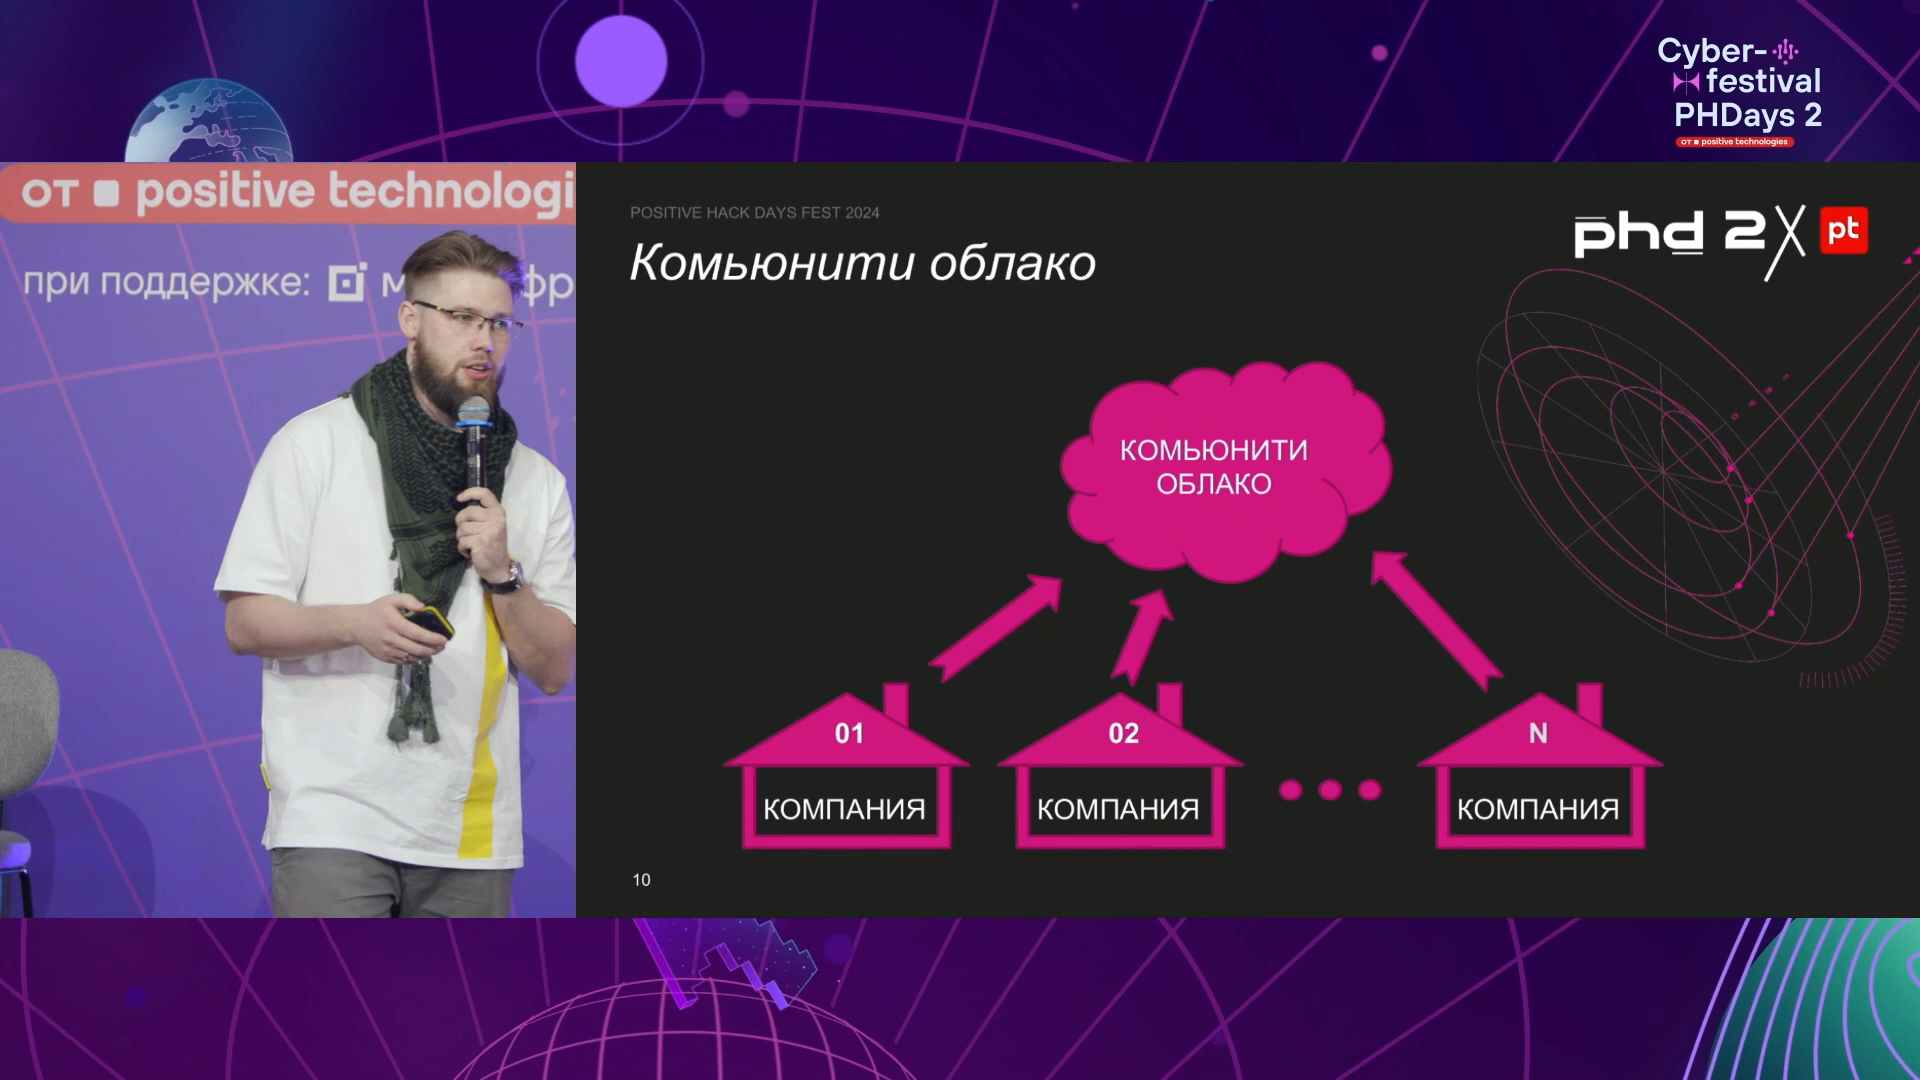 Cyber-
festival
PHDays 2
от positive technologies
от positive technologi
при поддержке:
POSITIVE HACK DAYS FEST 2024
Комьюнити облако
phd 2
pt
КОМЬЮНИТИ
ОБЛАКО
01
02
N
КОМПАНИЯ
КОМПАНИЯ
КОМПАНИЯ
10